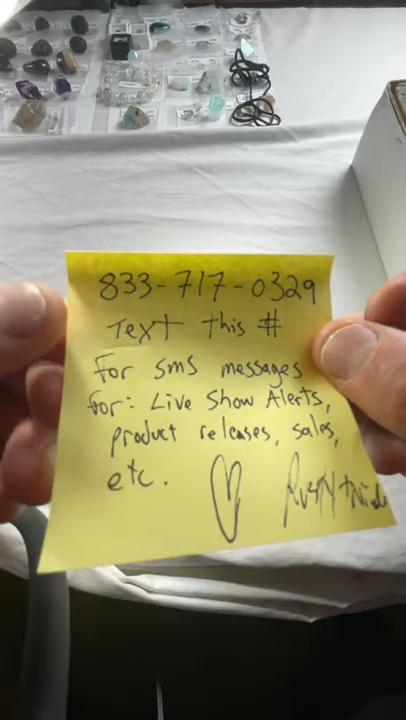 833-717-0329
Text this #
For sms messages
for: Live Show Alerts,
product releases, sales,
etc.